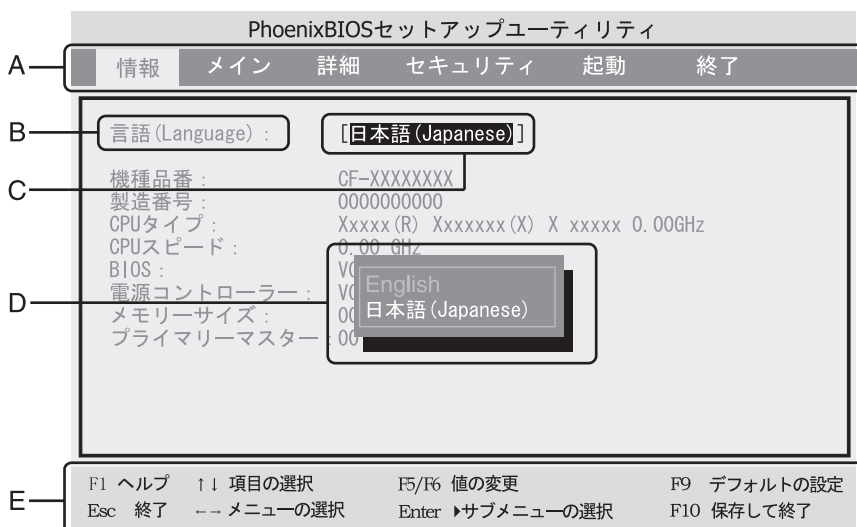 PhoenixBIOSセットアップユーティリティ
A
情報 メイン 詳細 セキュリティ 起動 終了
B
言語(Language) : [日本語(Japanese)]
C
機種品番 : CF-XXXXXXXX
製造番号 : 0000000000
CPUタイプ : Xxxxx(R) Xxxxxxx(X) X xxxxx 0.00GHz
CPUスピード : 0.00 GHz
BIOS : V0
電源コントローラー : V0
メモリーサイズ : 00
プライマリーマスター : 00
D
English
日本語(Japanese)
E
F1 ヘルプ ↑↓ 項目の選択 F5/F6 値の変更 F9 デフォルトの設定
Esc 終了 ←→ メニューの選択 Enter ▶サブメニューの選択 F10 保存して終了